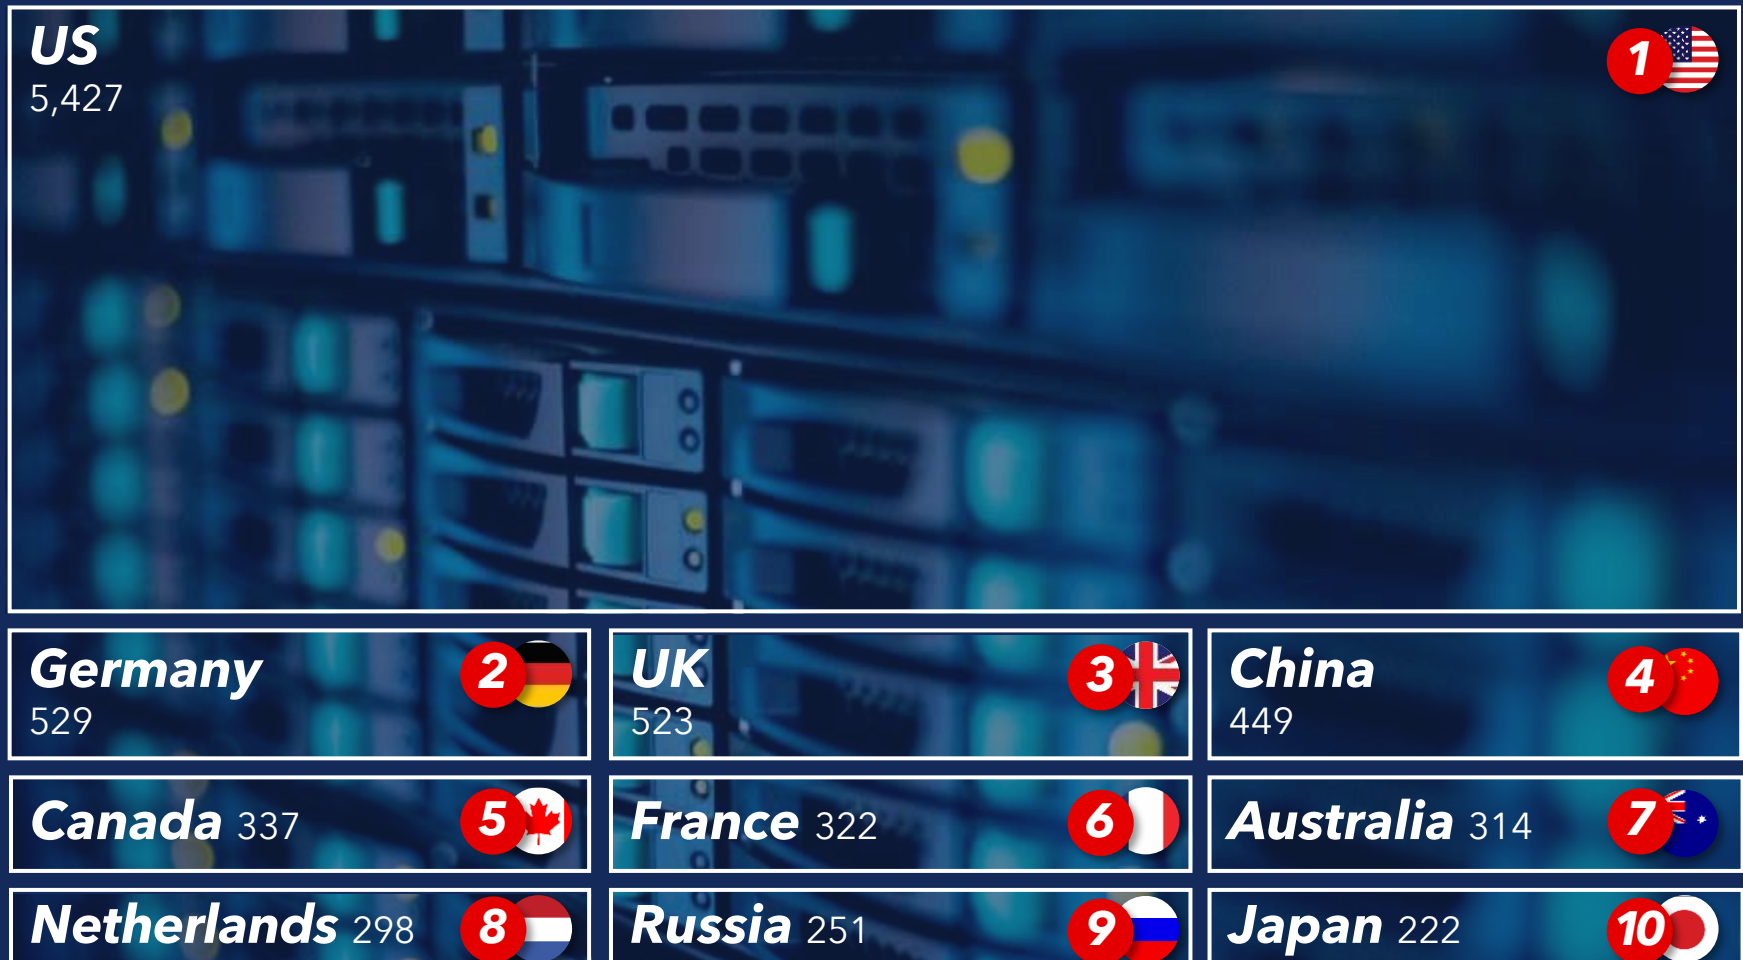 US
5,427
1
Germany
529
2
UK
523
3
China
449
4
Canada 337
5
France 322
6
Australia 314
7
Netherlands 298
8
Russia 251
9
Japan 222
10